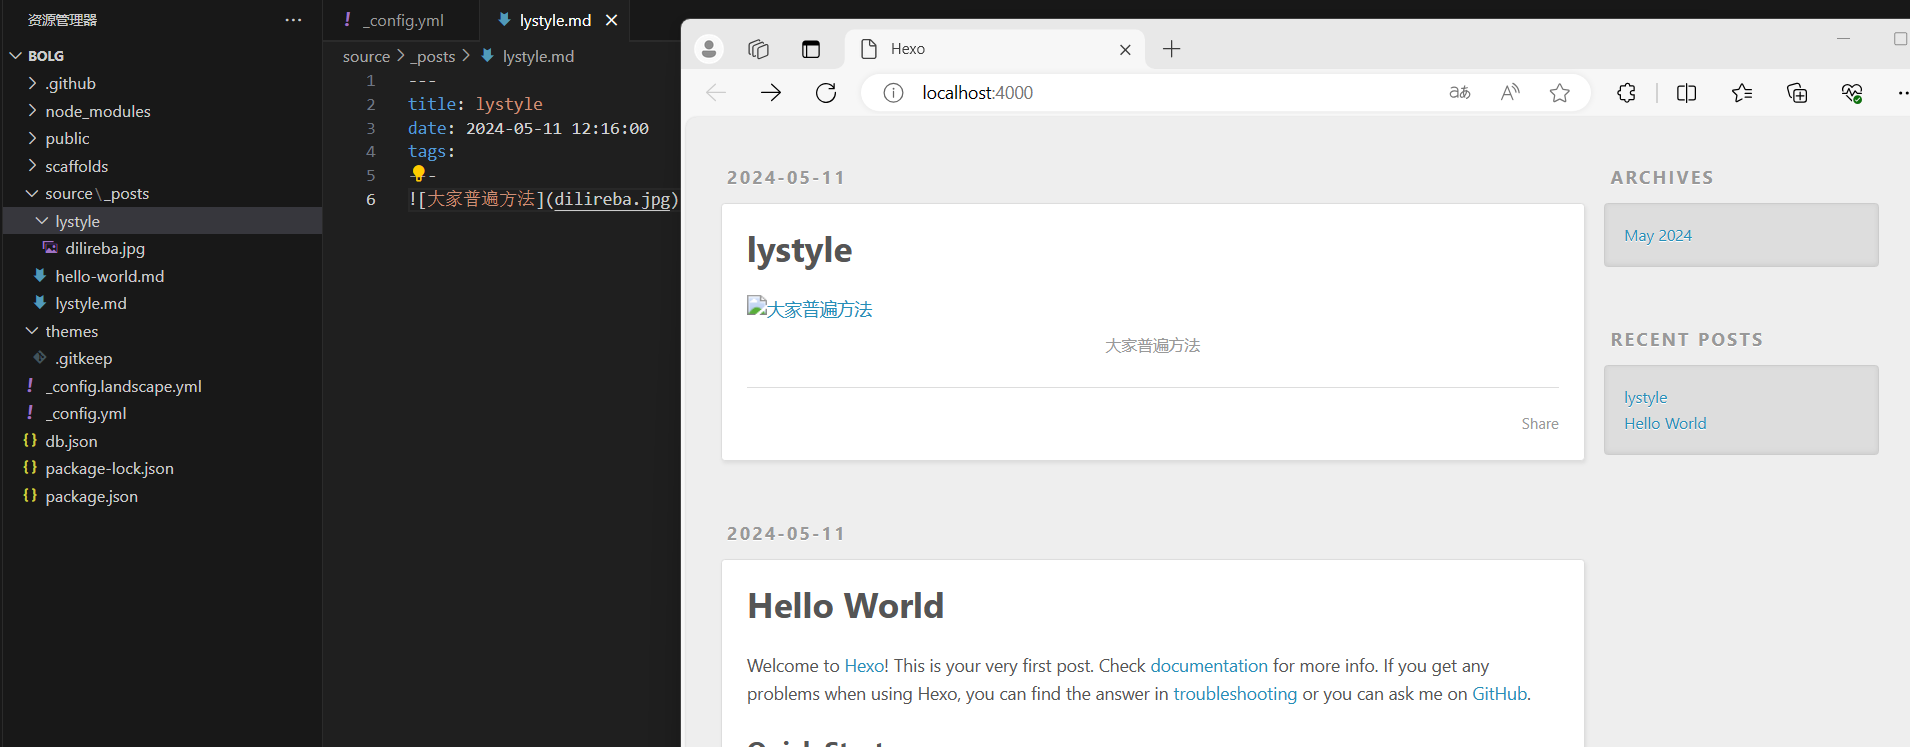 资源管理器
BOLG
.github
node_modules
public
scaffolds
source\_posts
lystyle
dilireba.jpg
hello-world.md
lystyle.md
themes
.gitkeep
_config.landscape.yml
_config.yml
db.json
package-lock.json
package.json
_config.yml
lystyle.md
source > _posts > lystyle.md
1 ---
2 title: lystyle
3 date: 2024-05-11 12:16:00
4 tags:
5 ---
6 ![大家普遍方法](dilireba.jpg)
Hexo
localhost:4000
2024-05-11
lystyle
大家普遍方法
大家普遍方法
Share
2024-05-11
Hello World
Welcome to Hexo! This is your very first post. Check documentation for more info. If you get any
problems when using Hexo, you can find the answer in troubleshooting or you can ask me on GitHub.
Quick Start
ARCHIVES
May 2024
RECENT POSTS
lystyle
Hello World